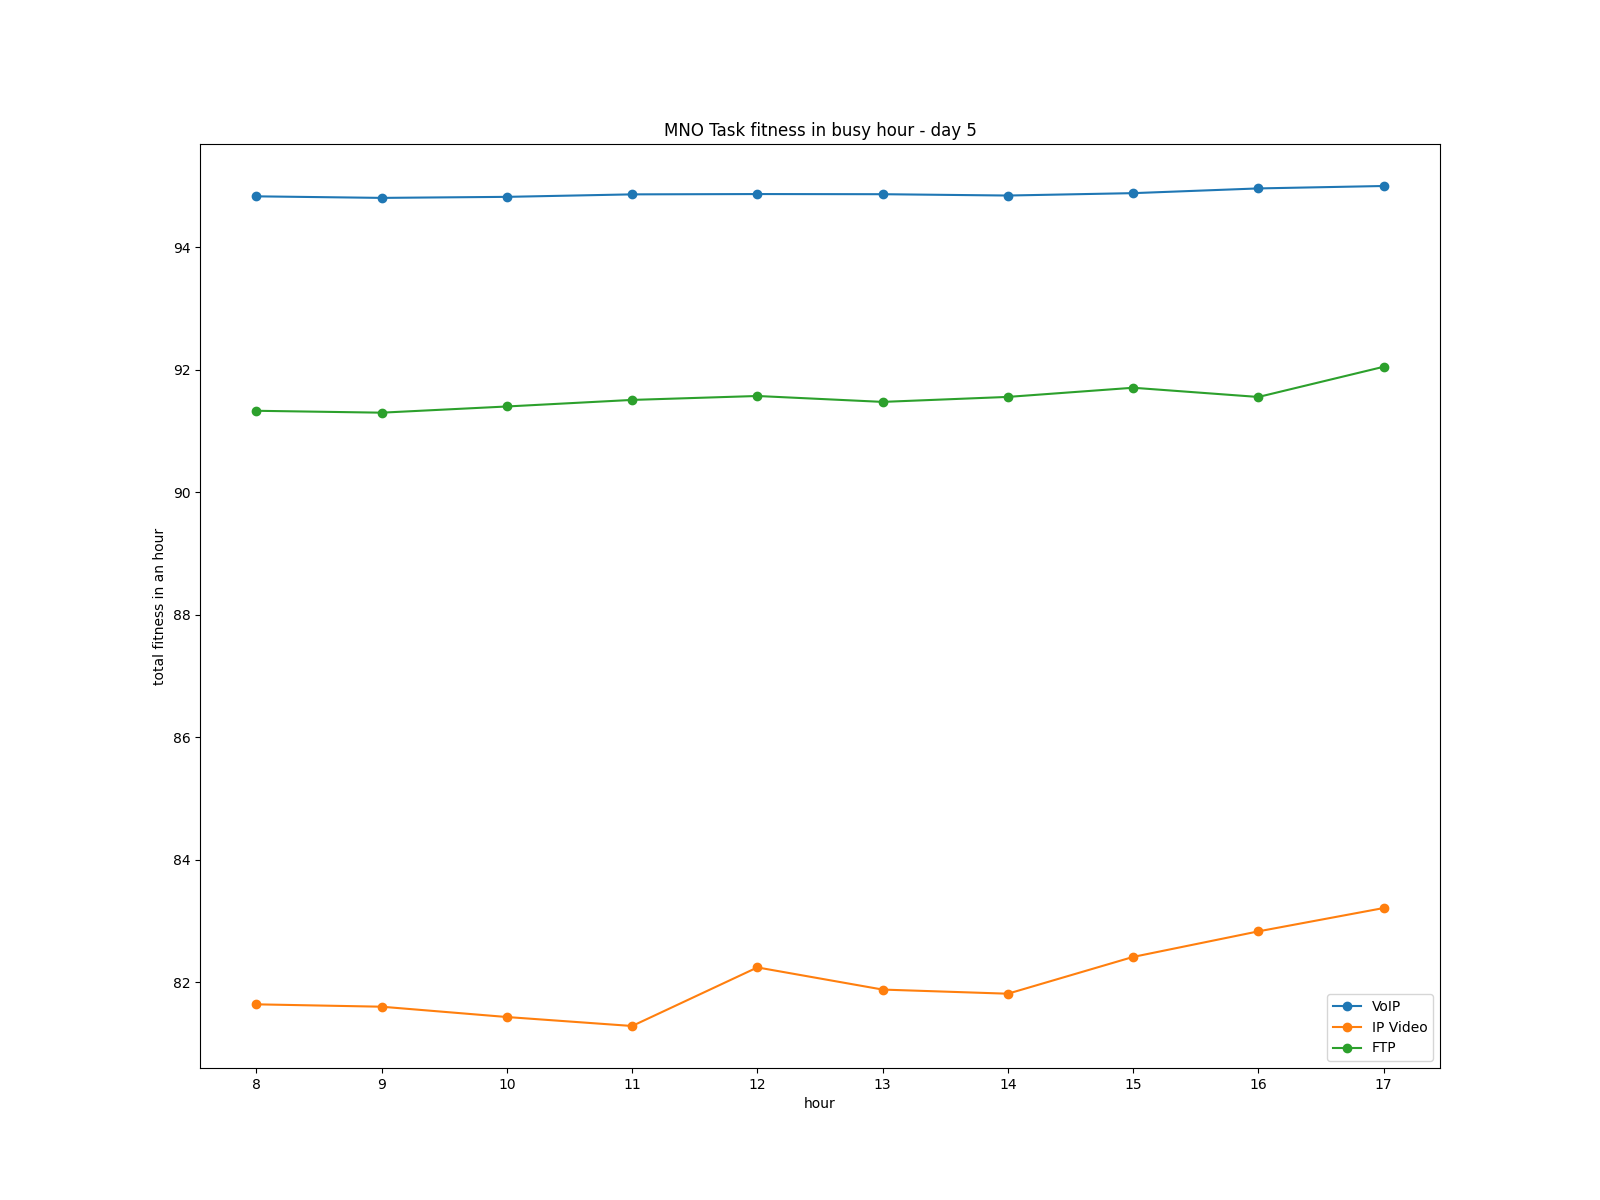 MNO Task fitness in busy hour - day 5
94
92
90
88
86
84
82
total fitness in an hour
8 9 10 11 12 13 14 15 16 17
hour
VoIP
IP Video
FTP